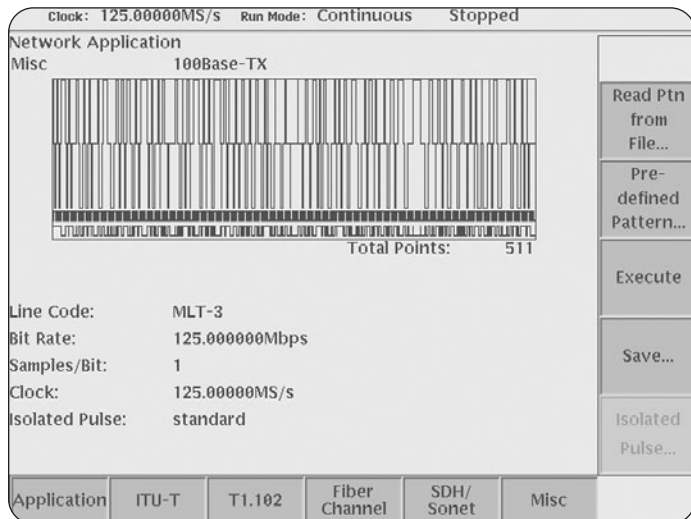 Clock: 125.00000MS/s Run Mode: Continuous Stopped
Network Application
Misc 100Base-TX
Total Points: 511
Line Code: MLT-3
Bit Rate: 125.000000Mbps
Samples/Bit: 1
Clock: 125.00000MS/s
Isolated Pulse: standard
Read Ptn
from
File...
Pre-
defined
Pattern...
Execute
Save...
Isolated
Pulse...
Application ITU-T T1.102 Fiber Channel SDH/ Sonet Misc